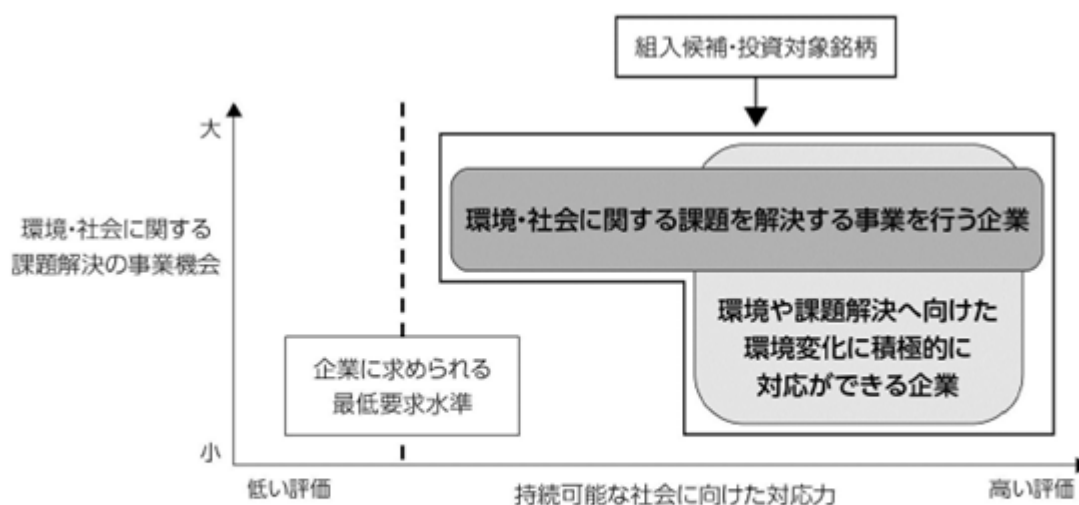 組入候補・投資対象銘柄
大
環境・社会に関する
課題解決の事業機会
環境・社会に関する課題を解決する事業を行う企業
環境や課題解決へ向けた
環境変化に積極的に
対応ができる企業
企業に求められる
最低要求水準
小
低い評価
持続可能な社会に向けた対応力
高い評価